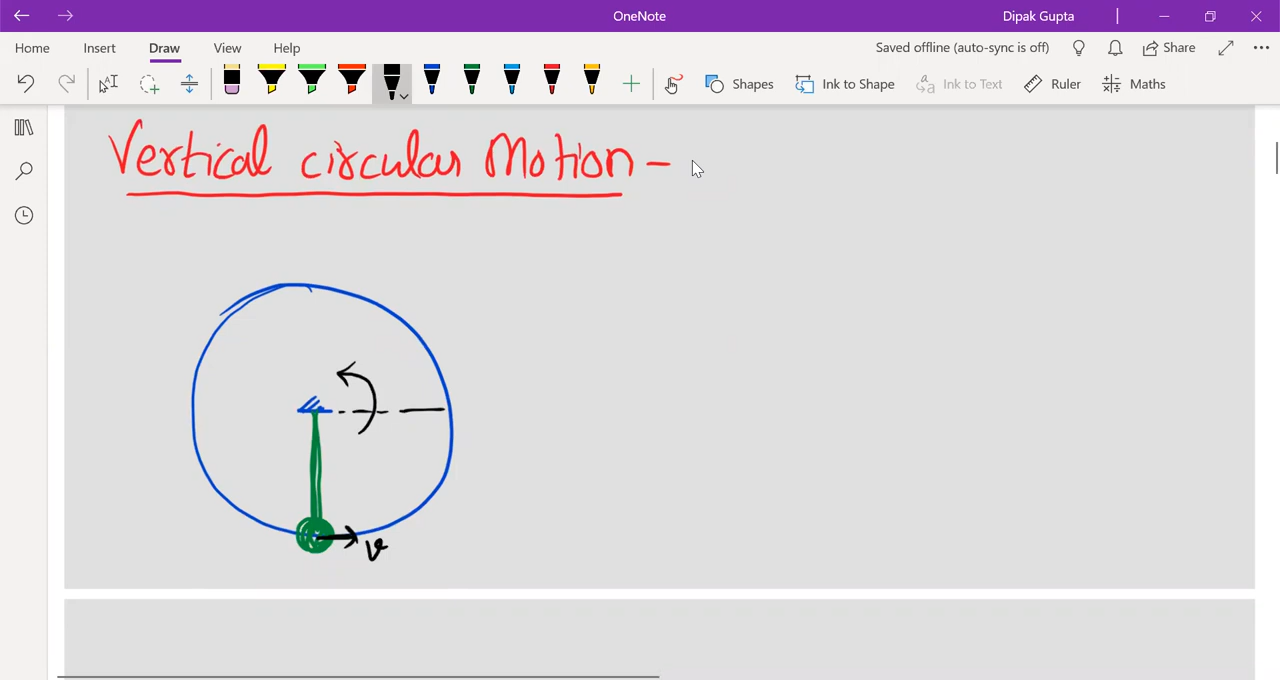 OneNote
Dipak Gupta
Home Insert Draw View Help
Saved offline (auto-sync is off) Share
Shapes Ink to Shape Ink to Text Ruler Maths
Vertical circular Motion –
v